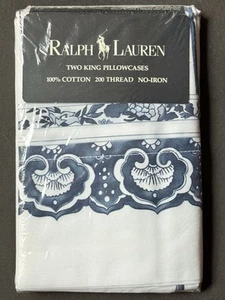 RALPH LAUREN
TWO KING PILLOWCASES
100% COTTON 200 THREAD NO-IRON